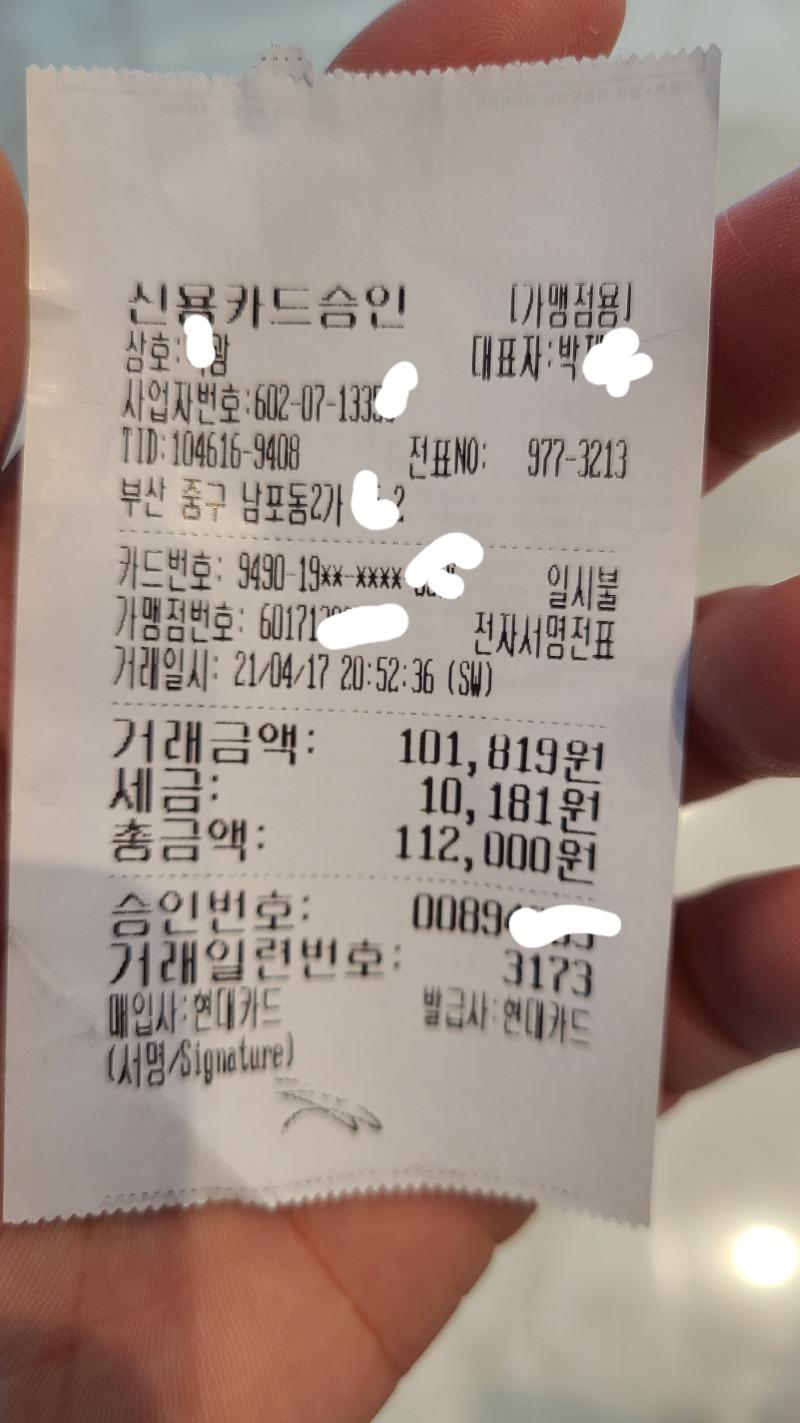 신용카드승인 [가맹점용]
상호: 광 대표자:박
사업자번호:602-07-133
TID:104616-9408 전표NO: 977-3213
부산 중구 남포동2가 2
카드번호: 9490-19**-**** 일시불
가맹점번호: 60171 전자서명전표
거래일시: 21/04/17 20:52:36 (SW)
거래금액: 101,819원
세금: 10,181원
총금액: 112,000원
승인번호: 00894
거래일련번호: 3173
매입사:현대카드 발급사:현대카드
(서명/Signature)